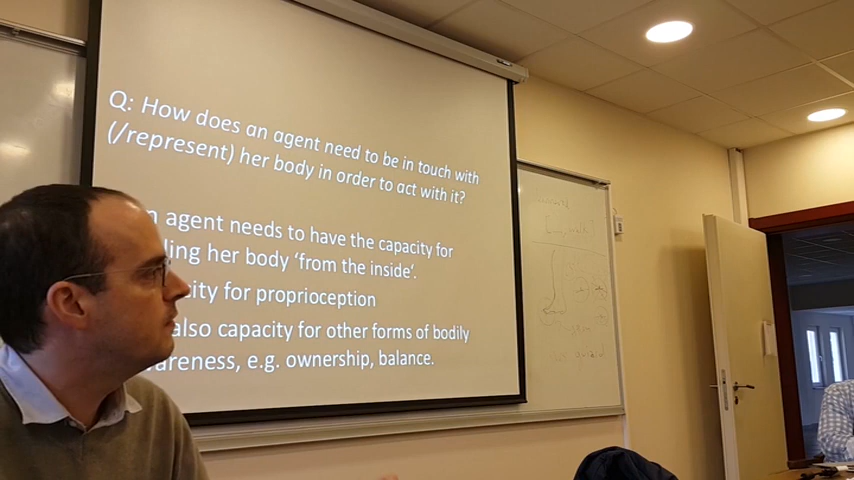 Q: How does an agent need to be in touch with
(/represent) her body in order to act with it?
n agent needs to have the capacity for
ling her body ‘from the inside‘.
city for proprioception
also capacity for other forms of bodily
wareness, e.g. ownership, balance.